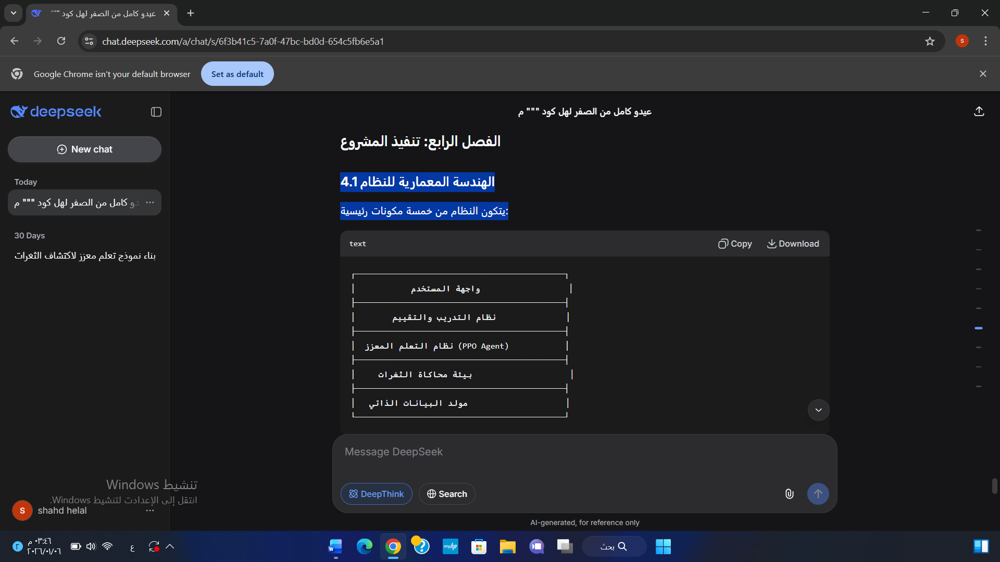 عيدو كامل من الصفر لهل كود """
chat.deepseek.com/a/chat/s/6f3b41c5-7a0f-47bc-bd0d-654c5fb6e5a1
S
Google Chrome isn't your default browser
Set as default
deepseek
New chat
Today
دو كامل من الصفر لهل كود """ م
30 Days
بناء نموذج تعلم معزز لاكتشاف الثغرات
عيدو كامل من الصفر لهل كود """ م
الفصل الرابع: تنفيذ المشروع
4.1 الهندسة المعمارية للنظام
يتكون النظام من خمسة مكونات رئيسية:
text
Copy
Download
واجهة المستخدم
نظام التدريب والتقييم
نظام التعلم المعزز (PPO Agent)
بيئة محاكاة الثغرات
مولد البيانات الذاتي
Message DeepSeek
DeepThink
Search
AI-generated, for reference only
تنشيط Windows
انتقل إلى الإعدادت لتنشيط Windows.
S
shahd helal
٢
٠٣:٤٦ م
٢٠٢٦/٠١/٠٦
ع
W
myhp
بحث